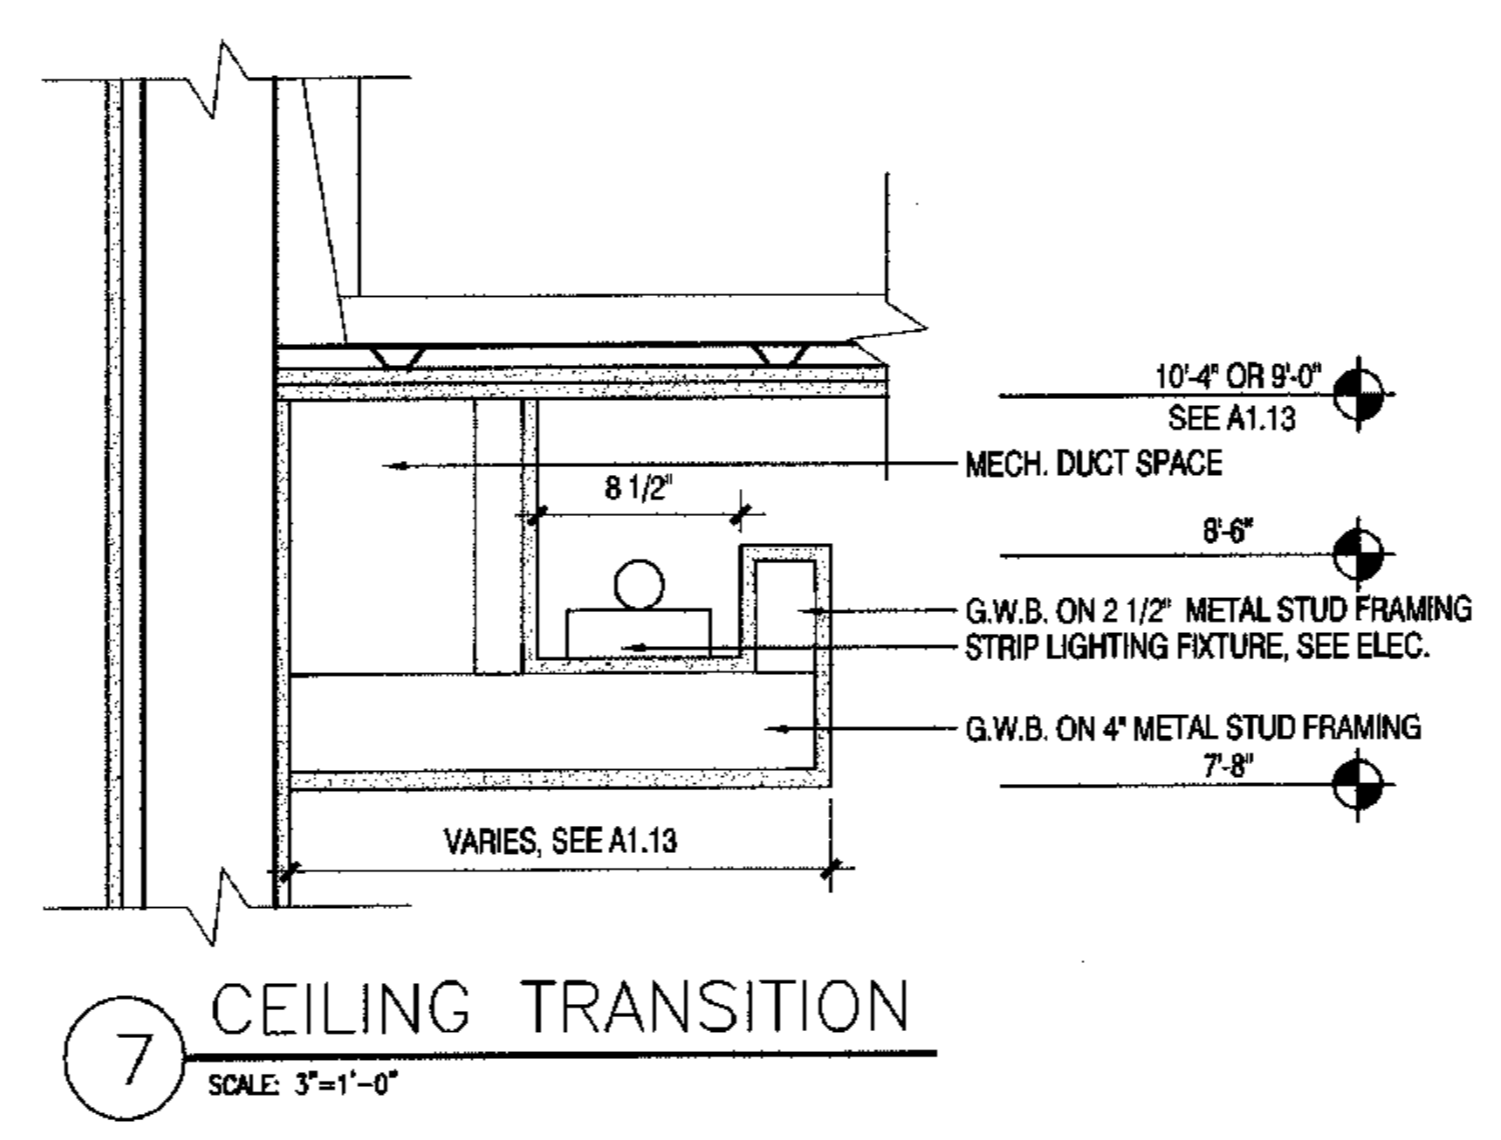 10'-4" OR 9'-0"
SEE A1.13
MECH. DUCT SPACE
8 1/2"
8'-6"
G.W.B. ON 2 1/2" METAL STUD FRAMING
STRIP LIGHTING FIXTURE, SEE ELEC.
G.W.B. ON 4" METAL STUD FRAMING
7'-8"
VARIES, SEE A1.13
7
CEILING TRANSITION
SCALE: 3"=1'-0"